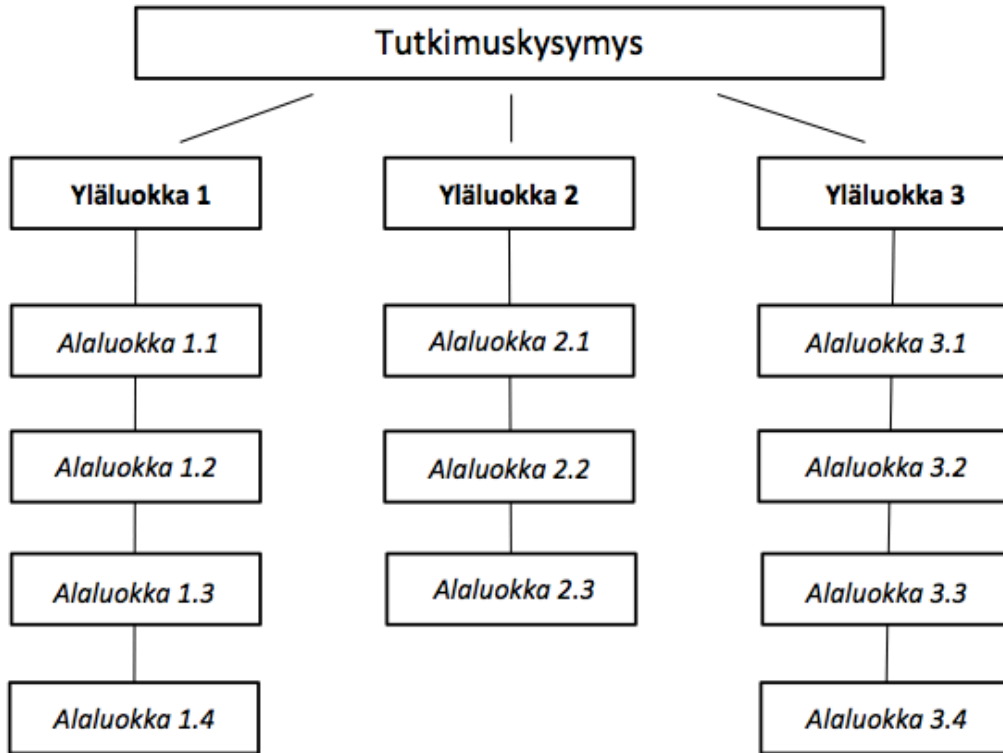 Tutkimuskysymys
Yläluokka 1
Yläluokka 2
Yläluokka 3
Alaluokka 1.1
Alaluokka 2.1
Alaluokka 3.1
Alaluokka 1.2
Alaluokka 2.2
Alaluokka 3.2
Alaluokka 1.3
Alaluokka 2.3
Alaluokka 3.3
Alaluokka 1.4
Alaluokka 3.4